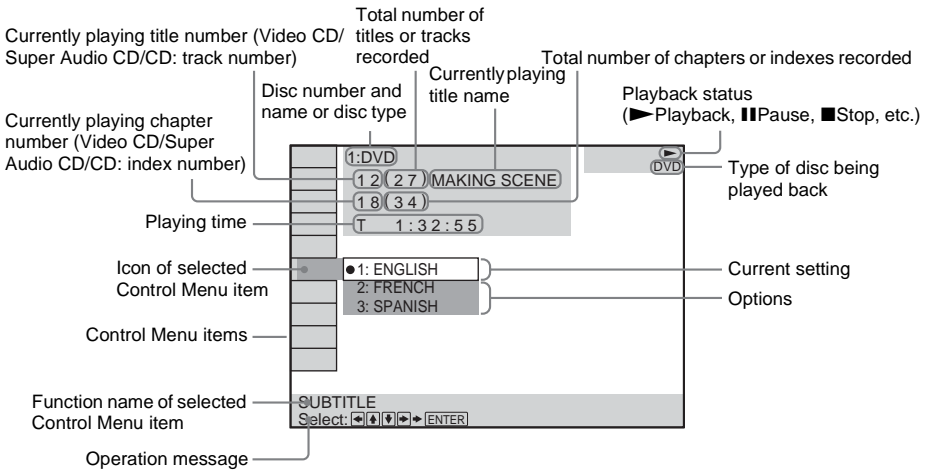 Currently playing title number (Video CD/
Super Audio CD/CD: track number)
Total number of
titles or tracks
recorded
Currently playing
title name
Total number of chapters or indexes recorded
Disc number and
name or disc type
Playback status
(►Playback, ❚❚Pause, ■Stop, etc.)
Currently playing chapter
number (Video CD/Super
Audio CD/CD: index number)
Type of disc being
played back
Playing time
Icon of selected
Control Menu item
Control Menu items
Function name of selected
Control Menu item
Operation message
Current setting
Options
1:DVD
12(27) MAKING SCENE
18(34)
T 1:32:55
►
DVD
●1: ENGLISH
2: FRENCH
3: SPANISH
SUBTITLE
Select: ← ↑ ↓ → → ENTER